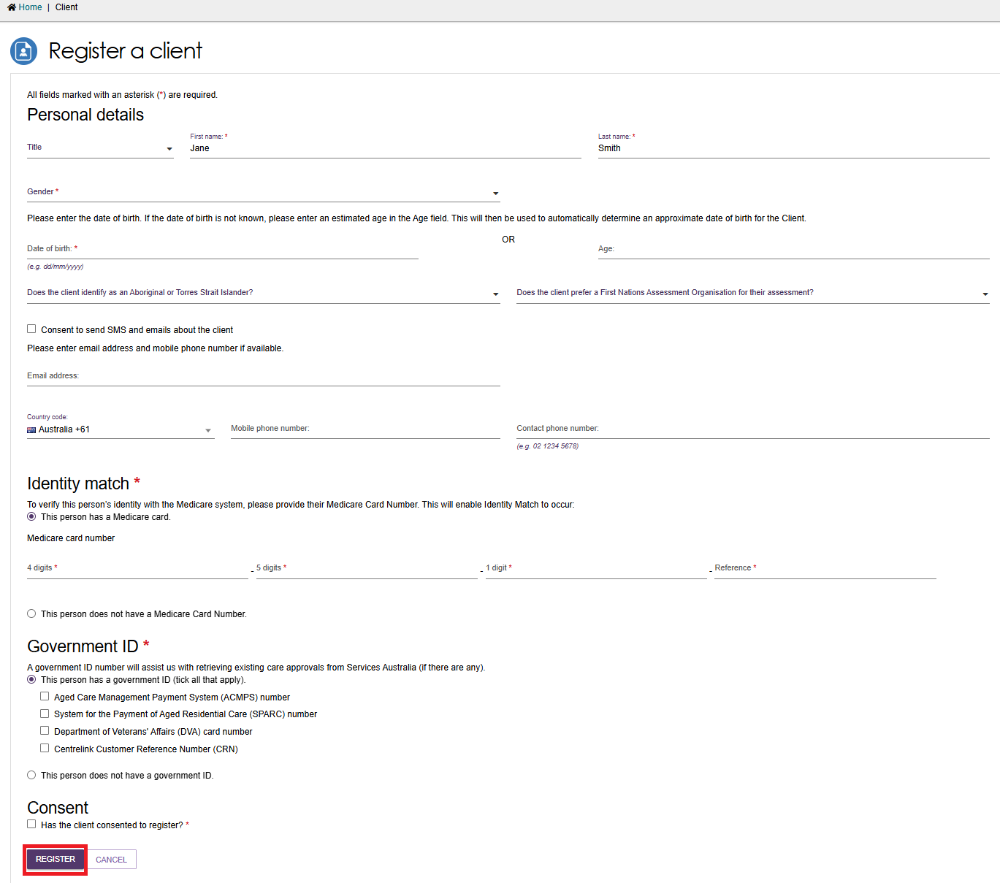 Home | Client
Register a client
All fields marked with an asterisk (*) are required.
Personal details
Title
First name: *
Jane
Last name: *
Smith
Gender *
Please enter the date of birth. If the date of birth is not known, please enter an estimated age in the Age field. This will then be used to automatically determine an approximate date of birth for the Client.
Date of birth: *
OR
Age:
(e.g. dd/mm/yyyy)
Does the client identify as an Aboriginal or Torres Strait Islander?
Does the client prefer a First Nations Assessment Organisation for their assessment?
Consent to send SMS and emails about the client
Please enter email address and mobile phone number if available.
Email address:
Country code:
Australia +61
Mobile phone number:
Contact phone number:
(e.g. 02 1234 5678)
Identity match *
To verify this person's identity with the Medicare system, please provide their Medicare Card Number. This will enable Identity Match to occur:
This person has a Medicare card.
Medicare card number
4 digits * - 5 digits * - 1 digit * - Reference *
This person does not have a Medicare Card Number.
Government ID *
A government ID number will assist us with retrieving existing care approvals from Services Australia (if there are any).
This person has a government ID (tick all that apply).
Aged Care Management Payment System (ACMPS) number
System for the Payment of Aged Residential Care (SPARC) number
Department of Veterans' Affairs (DVA) card number
Centrelink Customer Reference Number (CRN)
This person does not have a government ID.
Consent
Has the client consented to register? *
REGISTER
CANCEL